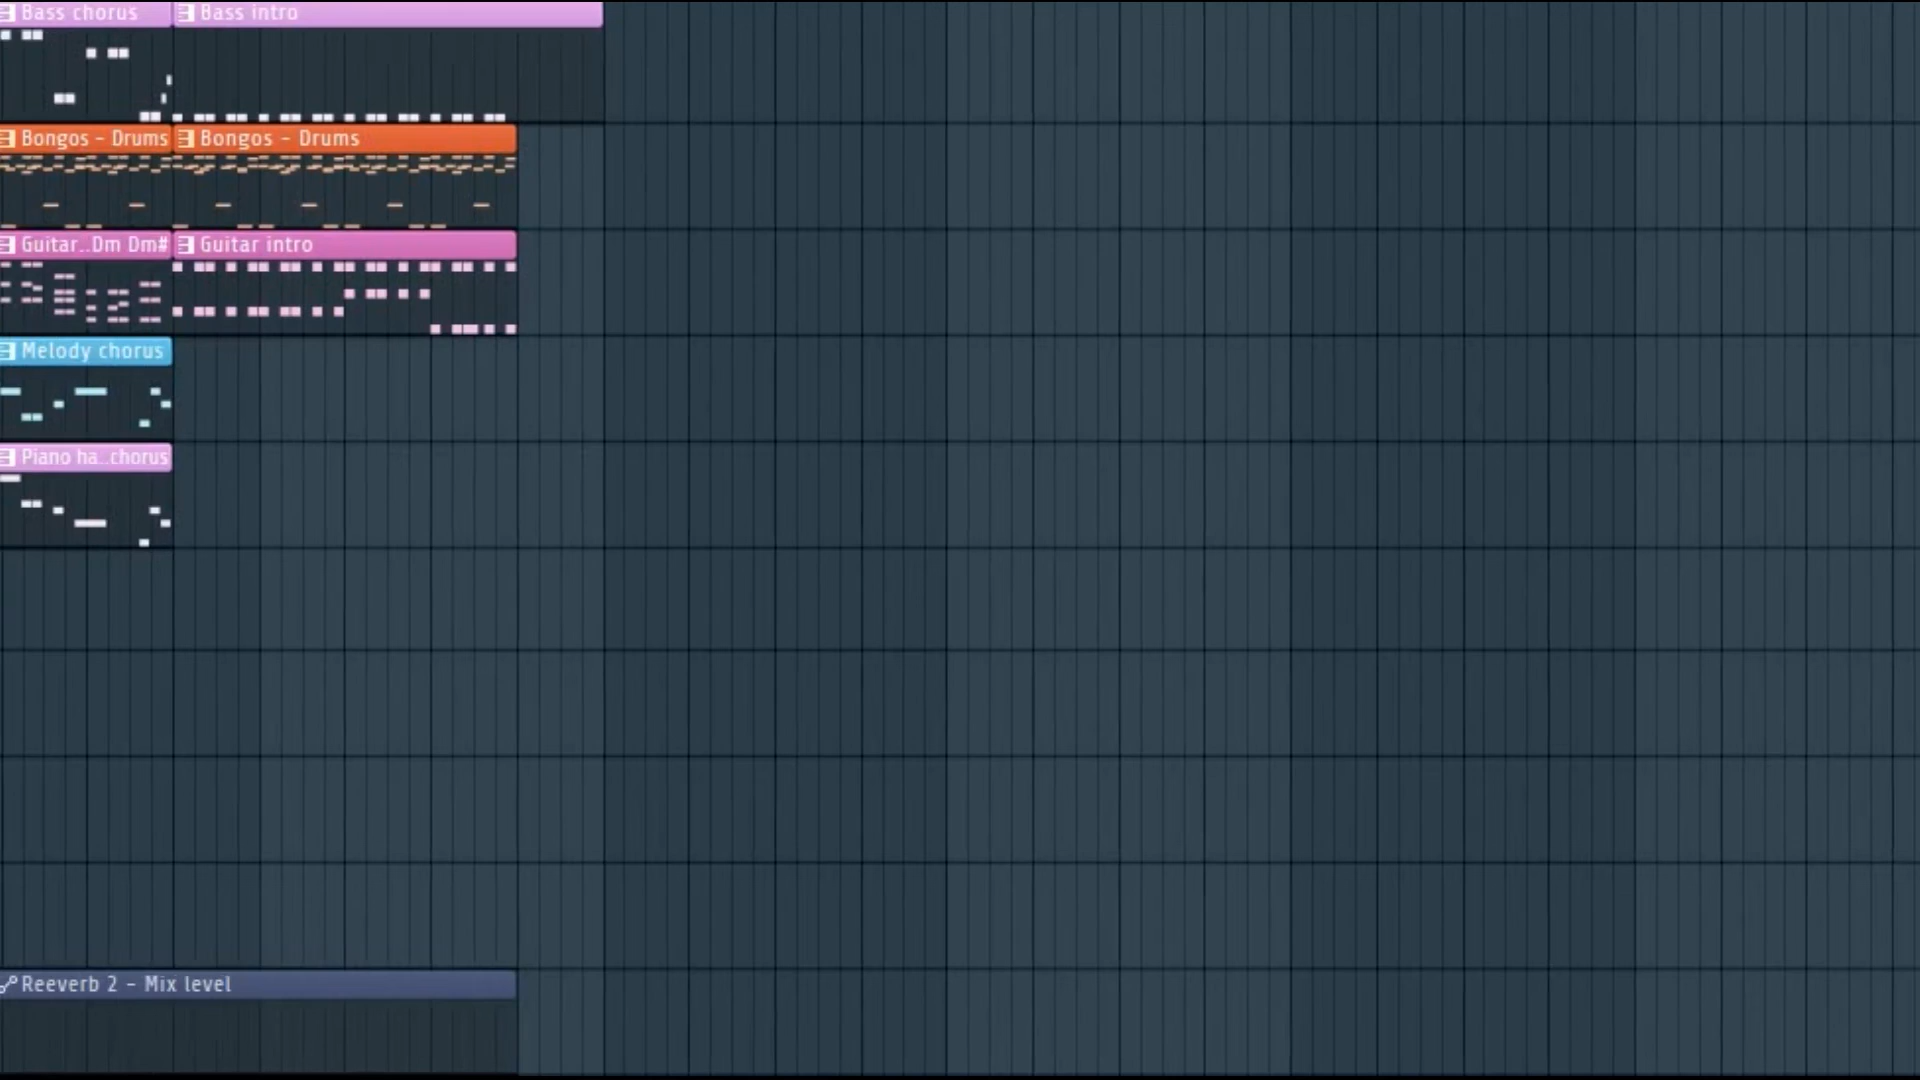 Bass chorus
Bass intro
Bongos - Drums
Bongos - Drums
Guitar..Dm Dm#
Guitar intro
Melody chorus
Piano ha..chorus
Reeverb 2 - Mix level